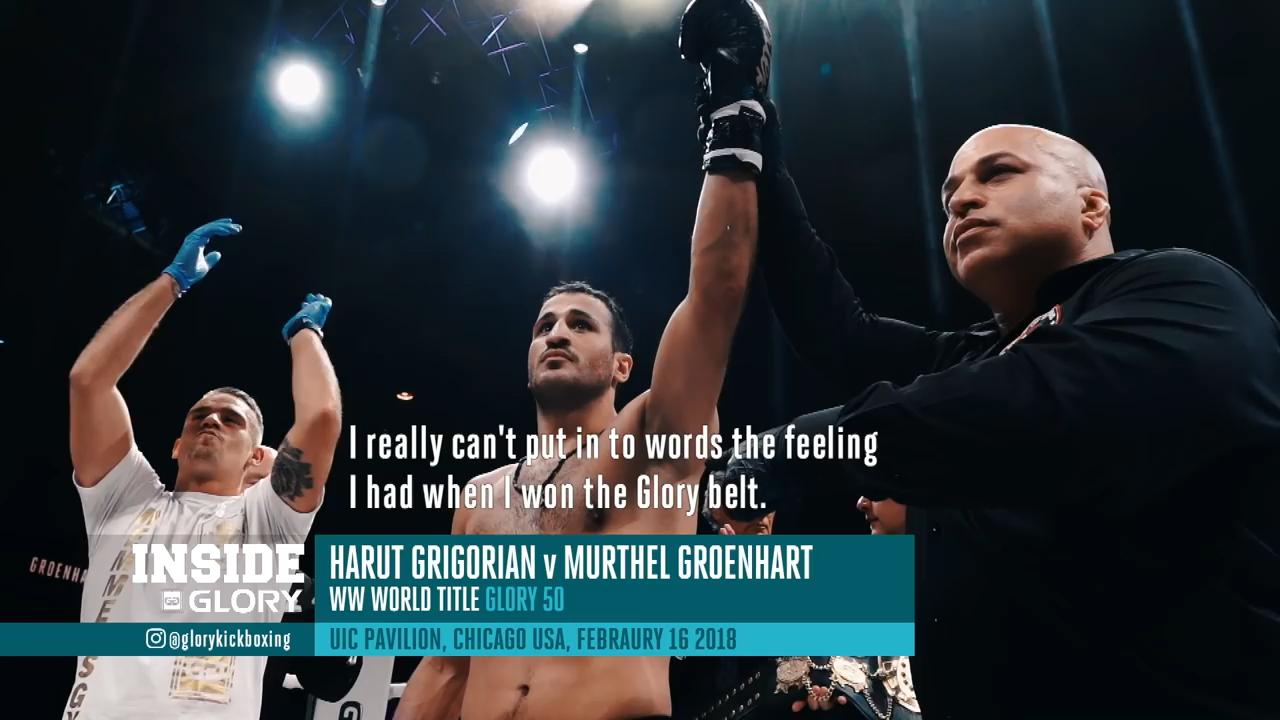 I really can't put in to words the feeling
I had when I won the Glory belt.
INSIDE
GLORY
@glorykickboxing
HARUT GRIGORIAN v MURTHEL GROENHART
WW WORLD TITLE GLORY 50
UIC PAVILION, CHICAGO USA, FEBRAURY 16 2018
GROENHA